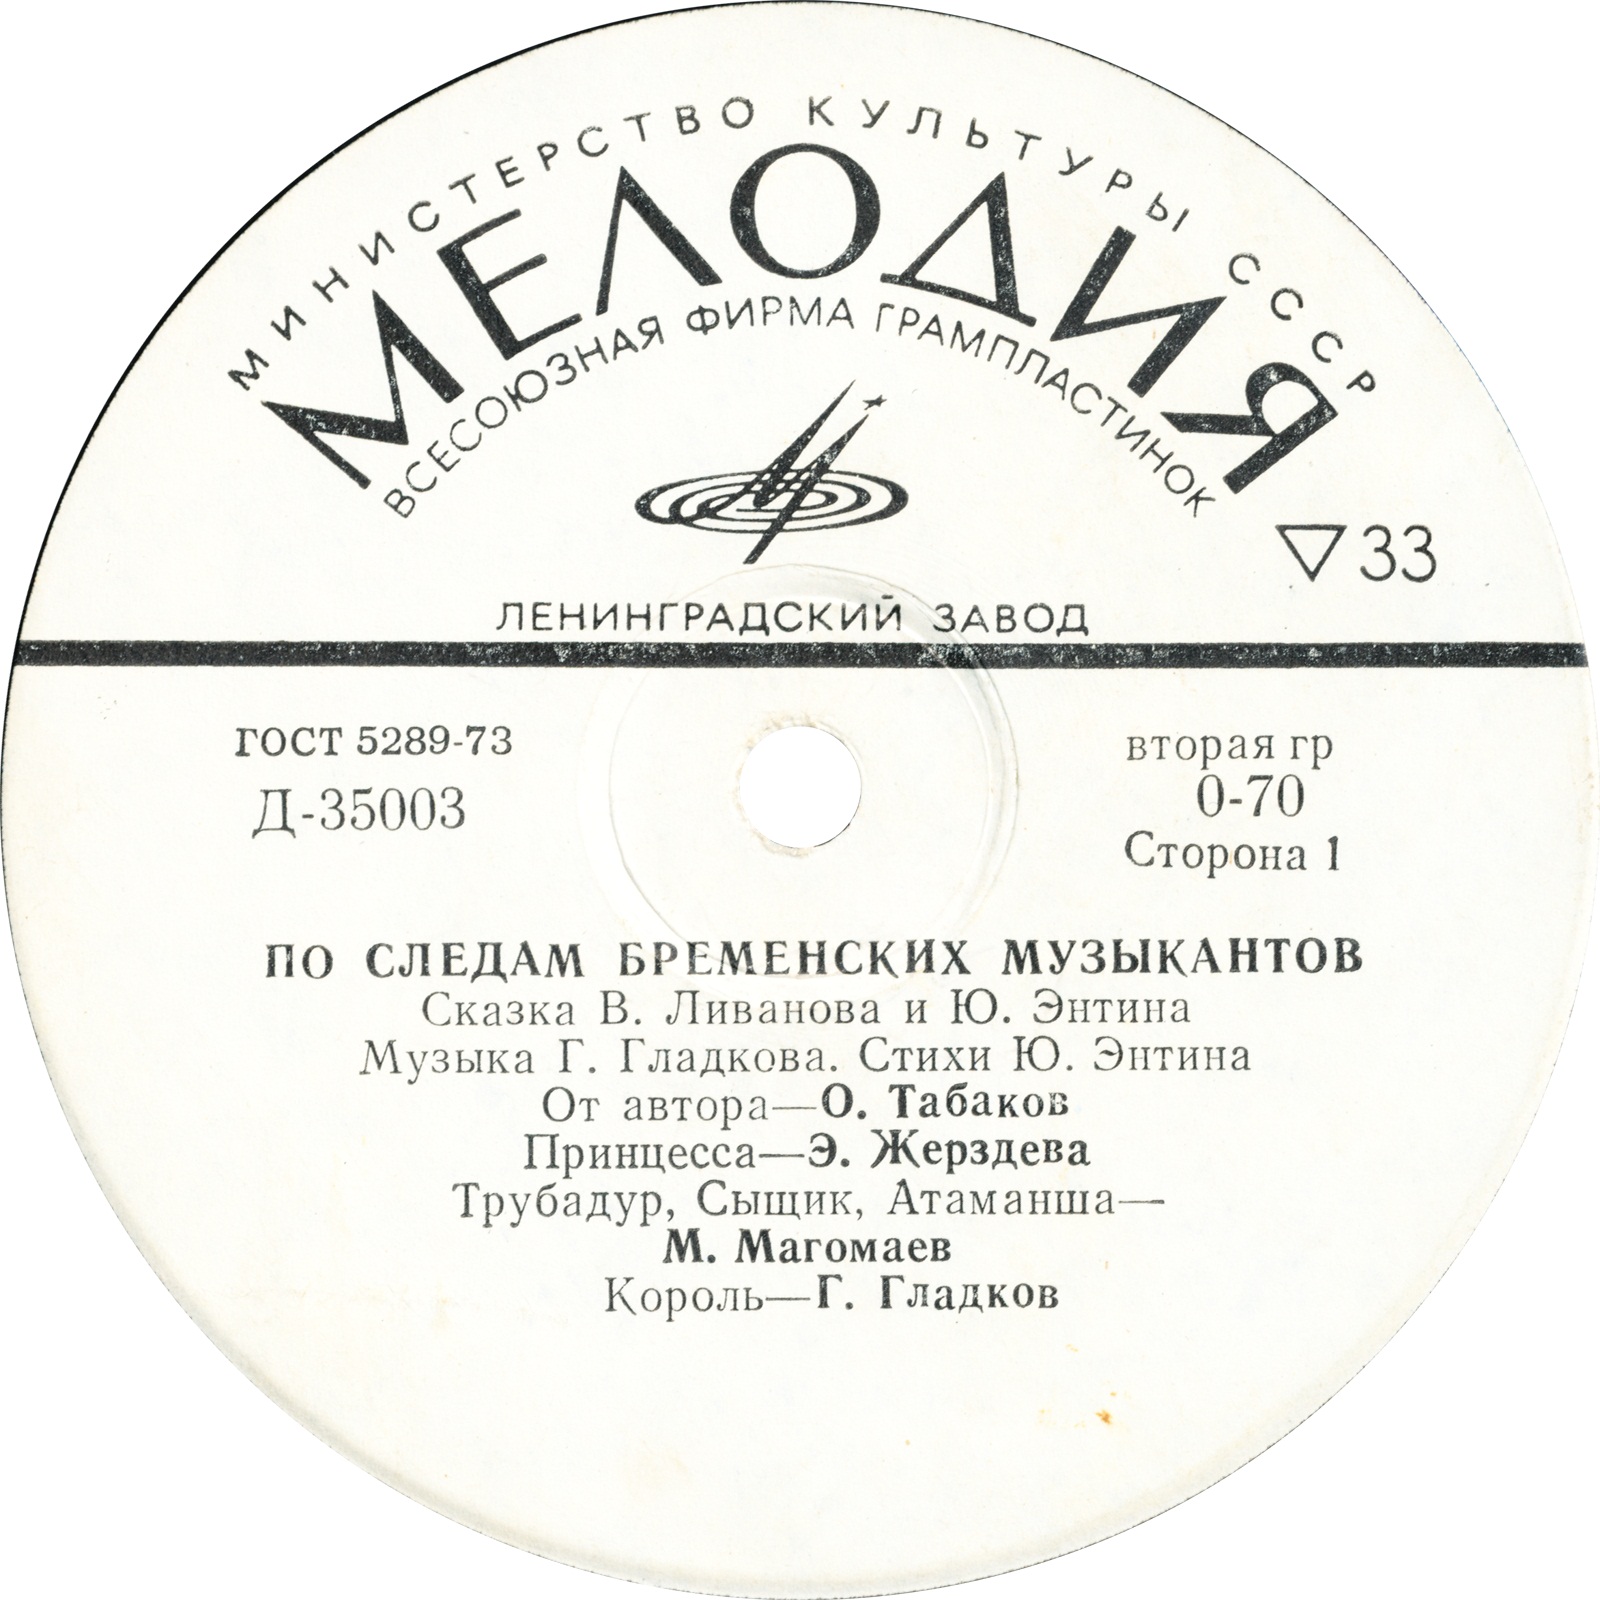 МИНИСТЕРСТВО КУЛЬТУРЫ СССР
МЕЛОДИЯ
ВСЕСОЮЗНАЯ ФИРМА ГРАМПЛАСТИНОК
33
ЛЕНИНГРАДСКИЙ ЗАВОД
ГОСТ 5289-73
Д-35003
вторая гр
0-70
Сторона 1
ПО СЛЕДАМ БРЕМЕНСКИХ МУЗЫКАНТОВ
Сказка В. Ливанова и Ю. Энтина
Музыка Г. Гладкова. Стихи Ю. Энтина
От автора—О. Табаков
Принцесса—Э. Жерздева
Трубадур, Сыщик, Атаманша—
М. Магомаев
Король—Г. Гладков